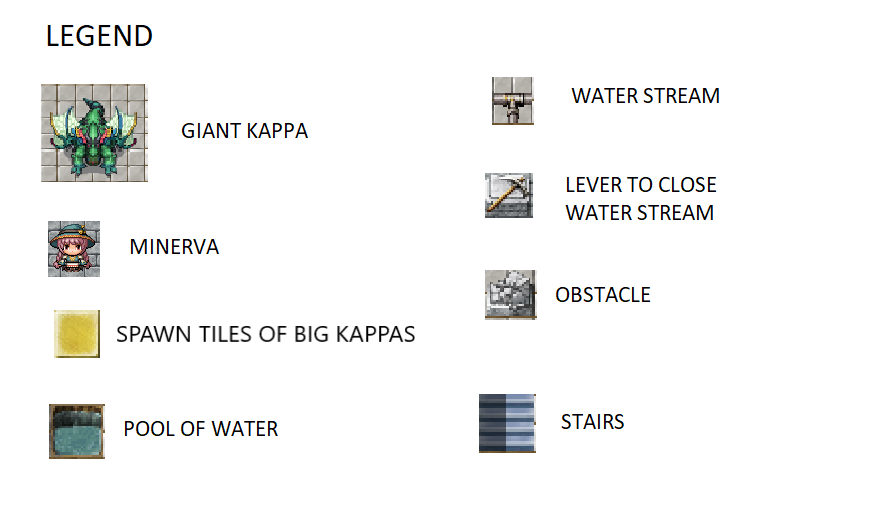 LEGEND
GIANT KAPPA
MINERVA
SPAWN TILES OF BIG KAPPAS
POOL OF WATER
WATER STREAM
LEVER TO CLOSE
WATER STREAM
OBSTACLE
STAIRS